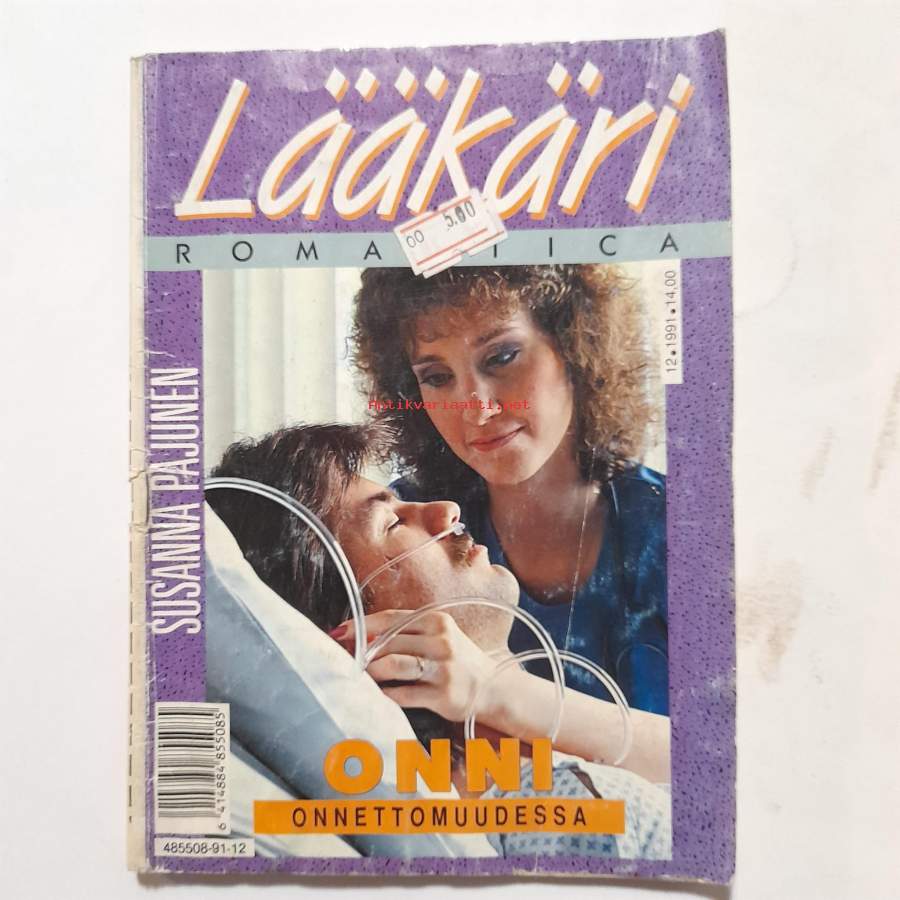 Lääkäri
ROMA TICA
00 5.00
12•1991•14,00
SUSANNA PAJUNEN
Antikvariaatti.net
ONNI
ONNETTOMUUDESSA
6 414884 855085
485508-91-12